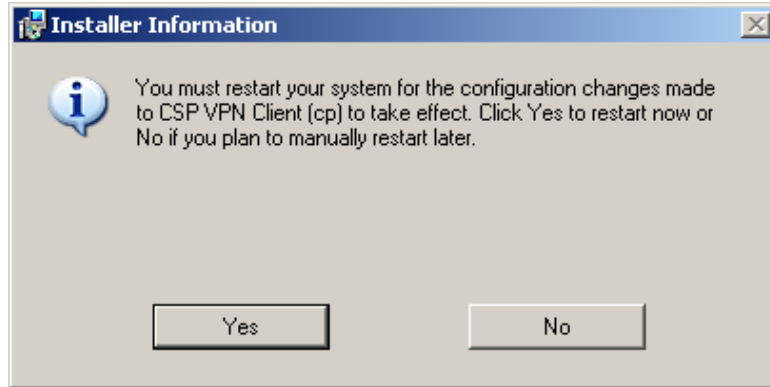 Installer Information
You must restart your system for the configuration changes made
to CSP VPN Client (cp) to take effect. Click Yes to restart now or
No if you plan to manually restart later.
Yes No